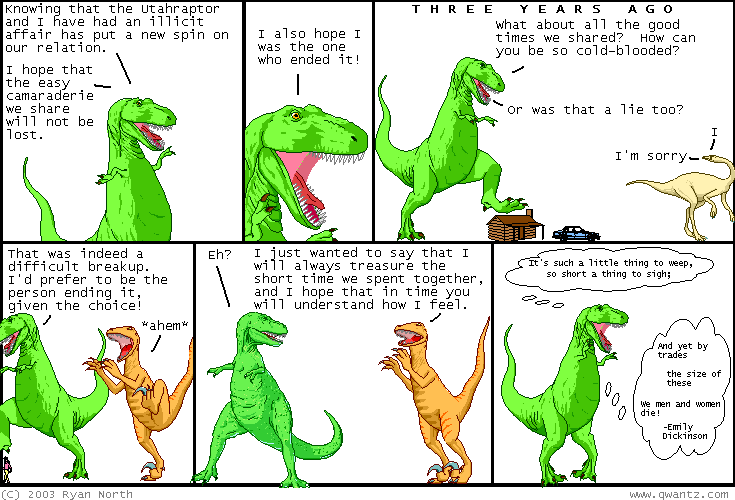 Knowing that the Utahraptor
and I have had an illicit
affair has put a new spin on
our relation.
I hope that
the easy
camaraderie
we share
will not be
lost.
I also hope I
was the one
who ended it!
THREE YEARS AGO
What about all the good
times we shared? How can
you be so cold-blooded?
Or was that a lie too?
I
I'm sorry
That was indeed a
difficult breakup.
I'd prefer to be the
person ending it,
given the choice!
*ahem*
Eh?
I just wanted to say that I
will always treasure the
short time we spent together,
and I hope that in time you
will understand how I feel.
It's such a little thing to weep,
so short a thing to sigh;
And yet by
trades
the size of
these
We men and women
die!
-Emily
Dickinson
(C) 2003 Ryan North
www.qwantz.com